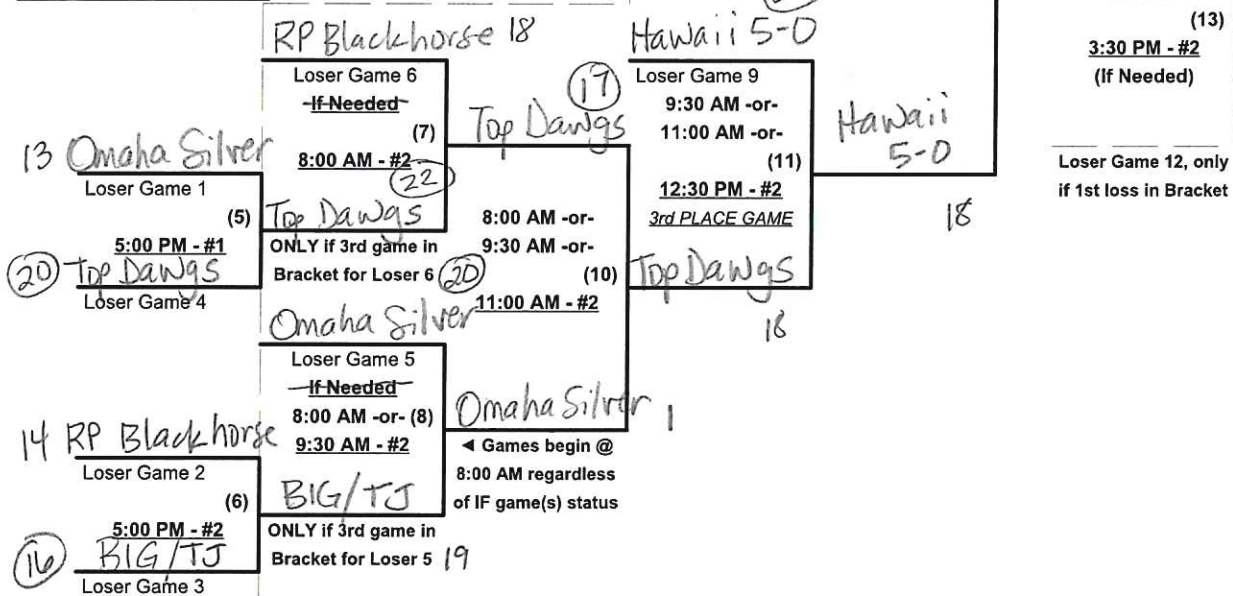 (13)
3:30 PM - #2
(If Needed)
Loser Game 12, only
if 1st loss in Bracket
RP Blackhorse 18
Loser Game 6
If Needed
(7)
8:00 AM - #2
22
13 Omaha Silver
Loser Game 1
(5)
5:00 PM - #1
20 Top Dawgs
Loser Game 4
Top Dawgs
ONLY if 3rd game in
Bracket for Loser 6
20
Omaha Silver
Loser Game 5
If Needed
8:00 AM -or- (8)
9:30 AM - #2
14 RP Blackhorse
Loser Game 2
(6)
5:00 PM - #2
16 BIG/TJ
Loser Game 3
BIG/TJ
ONLY if 3rd game in
Bracket for Loser 5 19
17
Top Dawgs
8:00 AM -or-
9:30 AM -or-
(10)
11:00 AM - #2
Omaha Silver 1
◄ Games begin @
8:00 AM regardless
of IF game(s) status
Hawaii 5-0
Loser Game 9
9:30 AM -or-
11:00 AM -or-
(11)
12:30 PM - #2
3rd PLACE GAME
Top Dawgs
18
Hawaii
5-0
18